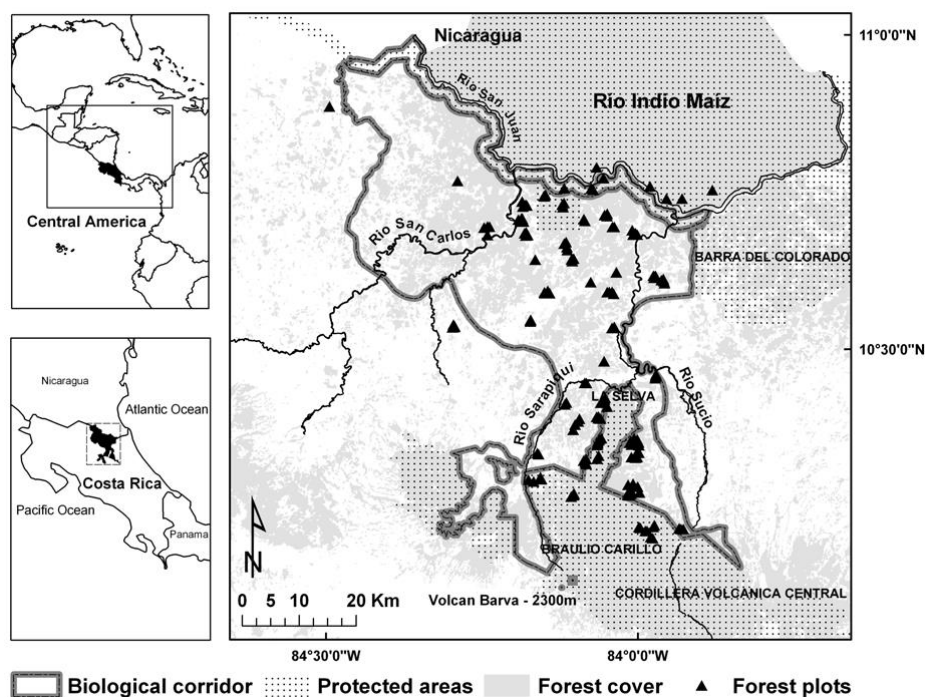 Central America
Nicaragua
Atlantic Ocean
Costa Rica
Pacific Ocean
Panama
Nicaragua
11°0'0"N
Rio San Juan
Rio Indio Maíz
Rio San Carlos
BARRA DEL COLORADO
10°30'0"N
Rio Sarapiqui
LA SELVA
Rio Sucio
N
BRAULIO CARILLO
CORDILLERA VOLCANICA CENTRAL
Volcan Barva - 2300m
0 5 10 20 Km
84°30'0"W
84°0'0"W
Biological corridor Protected areas Forest cover Forest plots